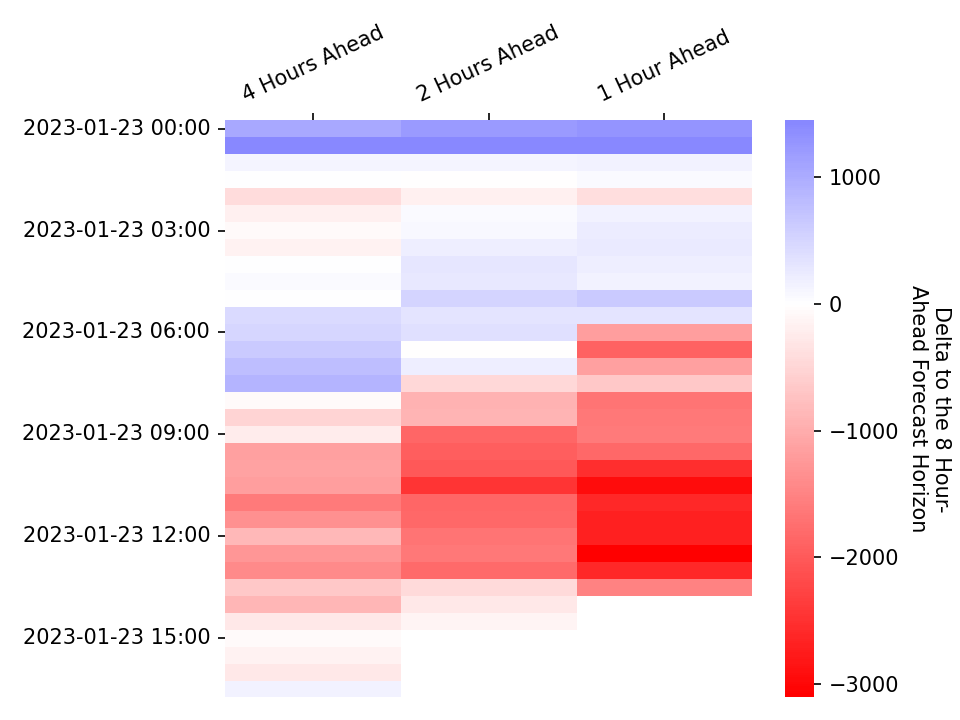 4 Hours Ahead
2 Hours Ahead
1 Hour Ahead
2023-01-23 00:00
2023-01-23 03:00
2023-01-23 06:00
2023-01-23 09:00
2023-01-23 12:00
2023-01-23 15:00
1000
0
−1000
−2000
−3000
Delta to the 8 Hour-
Ahead Forecast Horizon